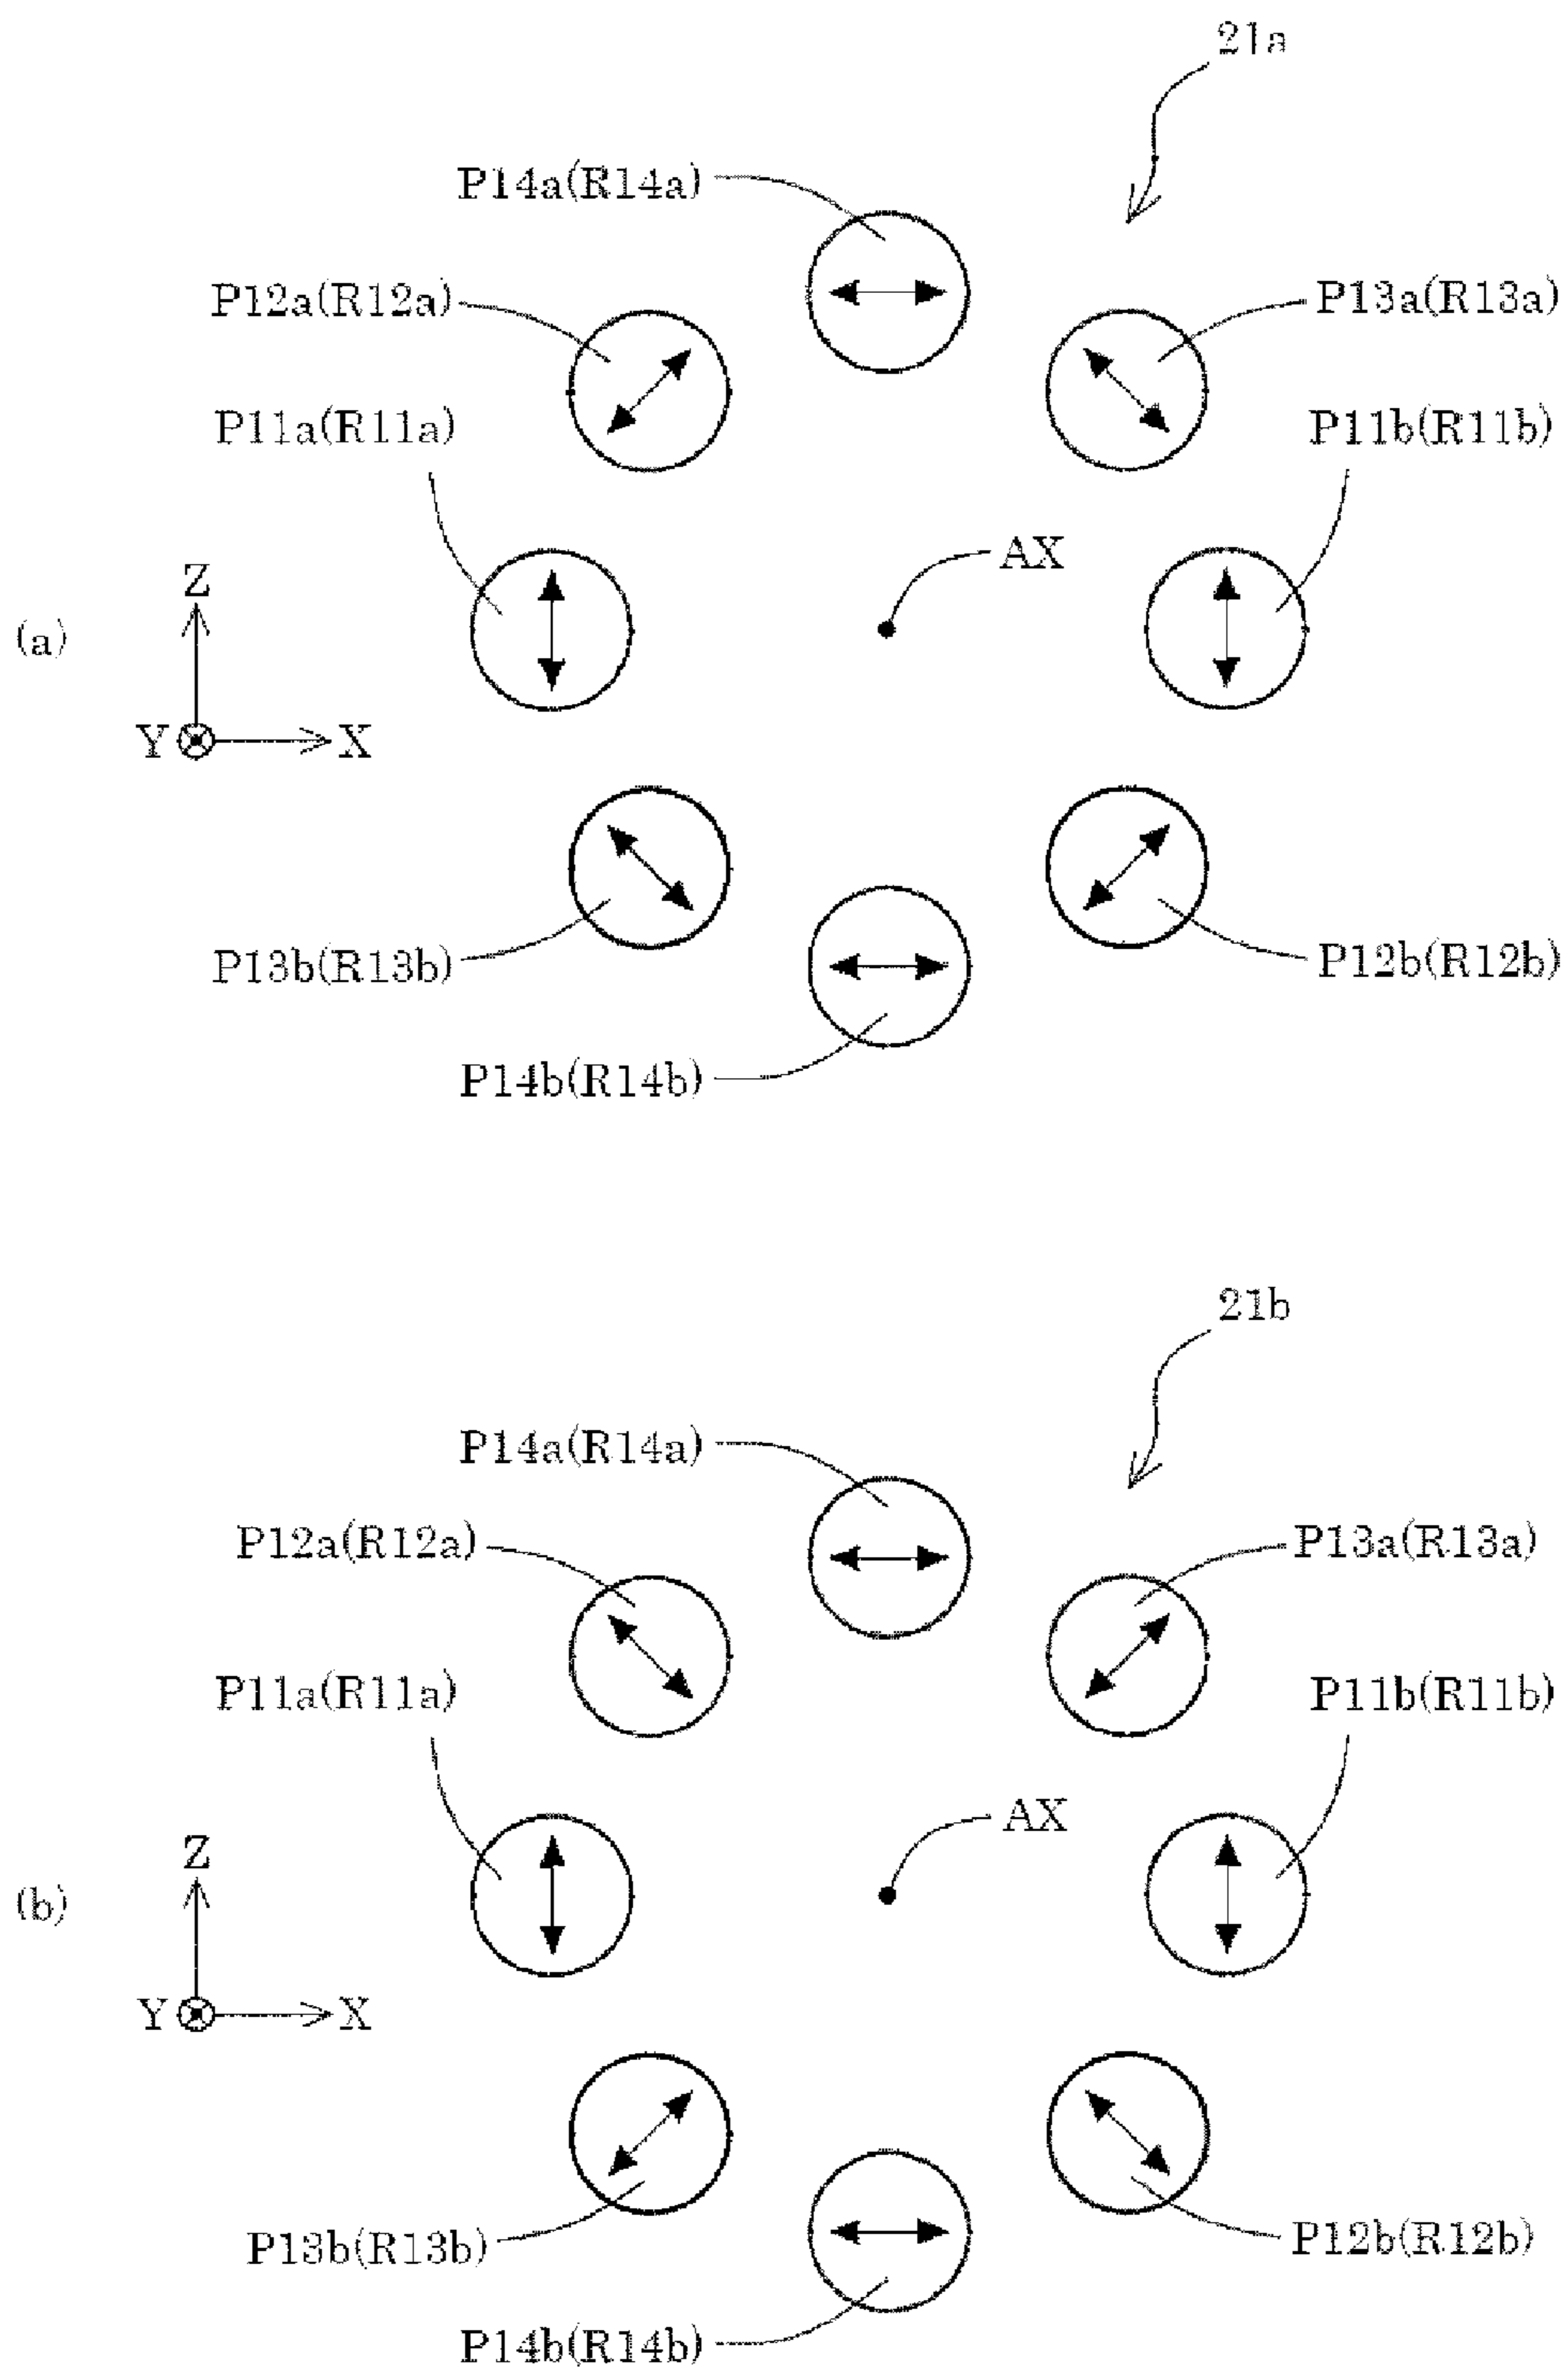 21a
P14a(R14a)
P12a(R12a)
P13a(R13a)
P11a(R11a)
P11b(R11b)
AX
Z
(a)
Y
X
P13b(R13b)
P12b(R12b)
P14b(R14b)
21b
P14a(R14a)
P12a(R12a)
P13a(R13a)
P11a(R11a)
P11b(R11b)
AX
Z
(b)
Y
X
P13b(R13b)
P12b(R12b)
P14b(R14b)